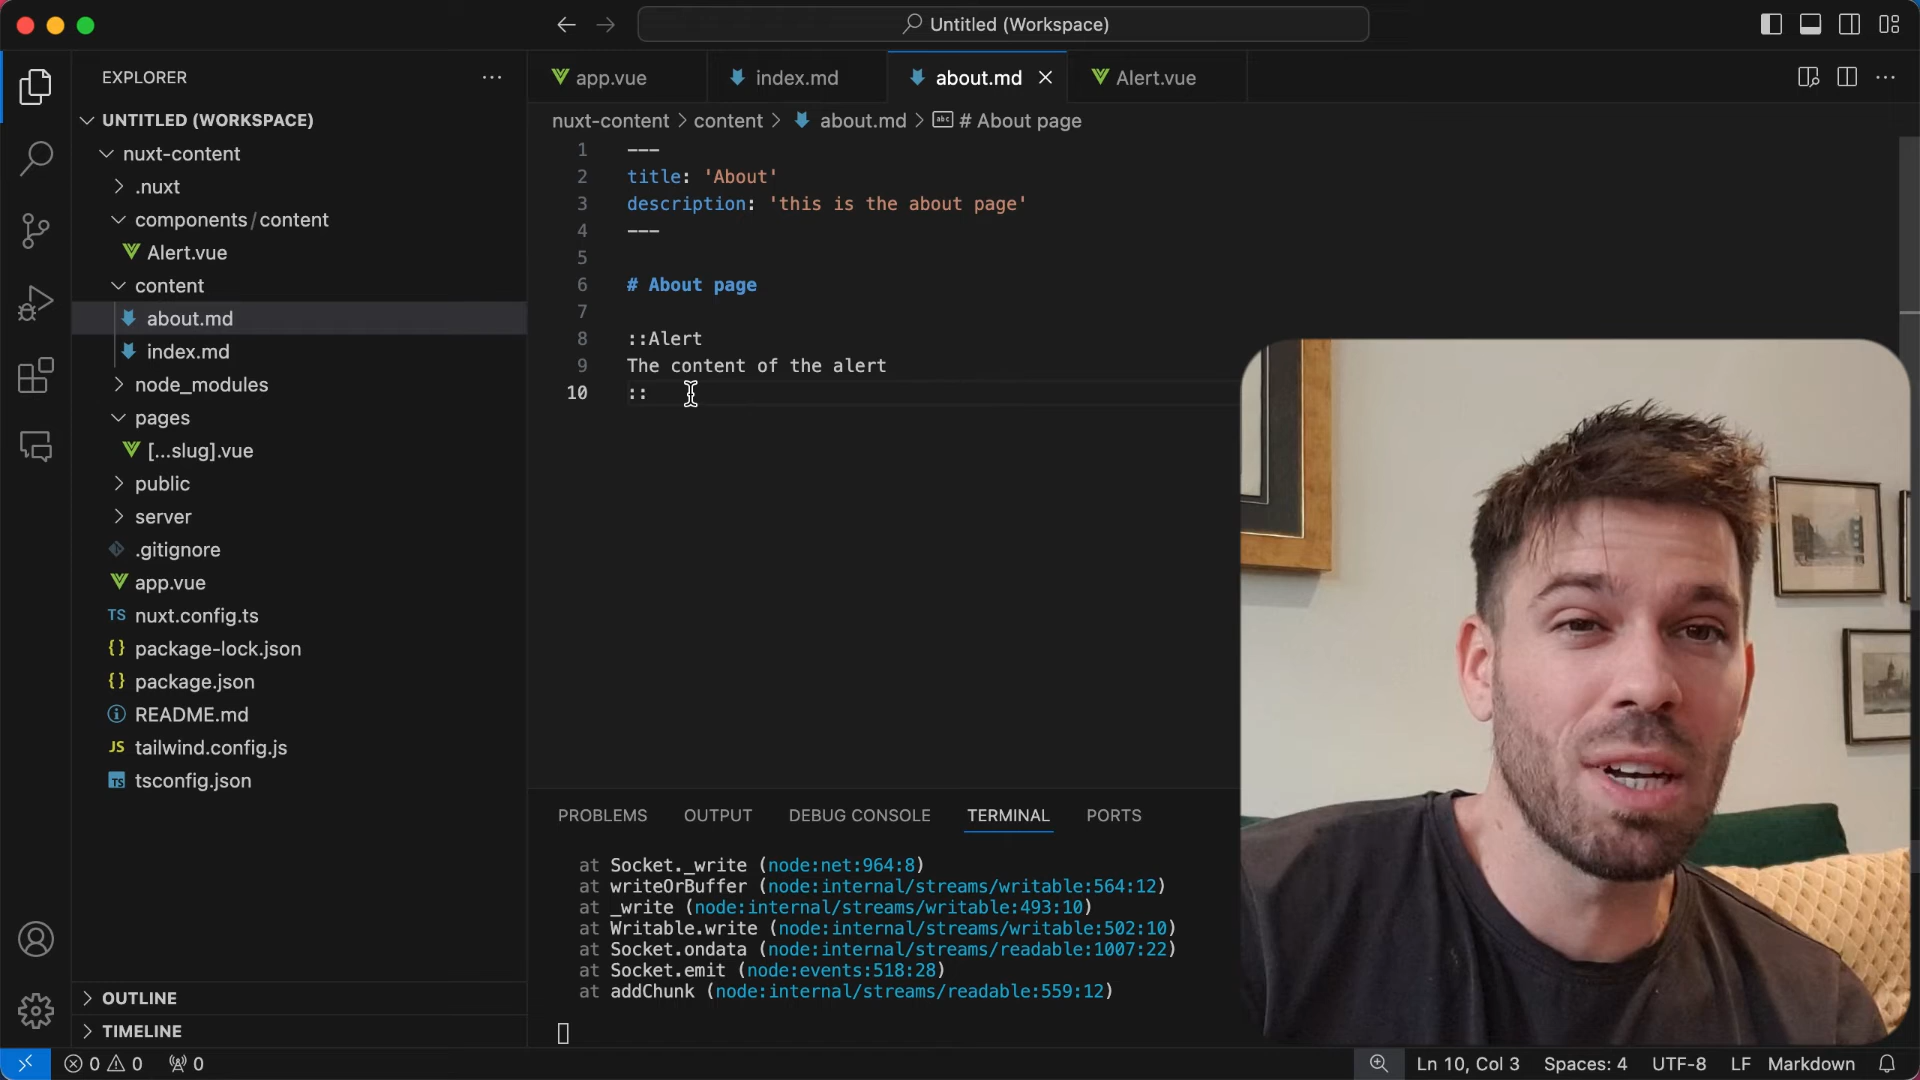 Untitled (Workspace)
EXPLORER
UNTITLED (WORKSPACE)
nuxt-content
.nuxt
components/content
Alert.vue
content
about.md
index.md
node_modules
pages
[...slug].vue
public
server
.gitignore
app.vue
TS nuxt.config.ts
{} package-lock.json
{} package.json
README.md
JS tailwind.config.js
TS tsconfig.json
OUTLINE
TIMELINE
app.vue index.md about.md Alert.vue
nuxt-content > content > about.md > abc # About page
1 ---
2 title: 'About'
3 description: 'this is the about page'
4 ---
5
6 # About page
7
8 ::Alert
9 The content of the alert
10 ::
PROBLEMS OUTPUT DEBUG CONSOLE TERMINAL PORTS
at Socket._write (node:net:964:8)
at writeOrBuffer (node:internal/streams/writable:564:12)
at _write (node:internal/streams/writable:493:10)
at Writable.write (node:internal/streams/writable:502:10)
at Socket.ondata (node:internal/streams/readable:1007:22)
at Socket.emit (node:events:518:28)
at addChunk (node:internal/streams/readable:559:12)
0 0 0 Ln 10, Col 3 Spaces: 4 UTF-8 LF Markdown